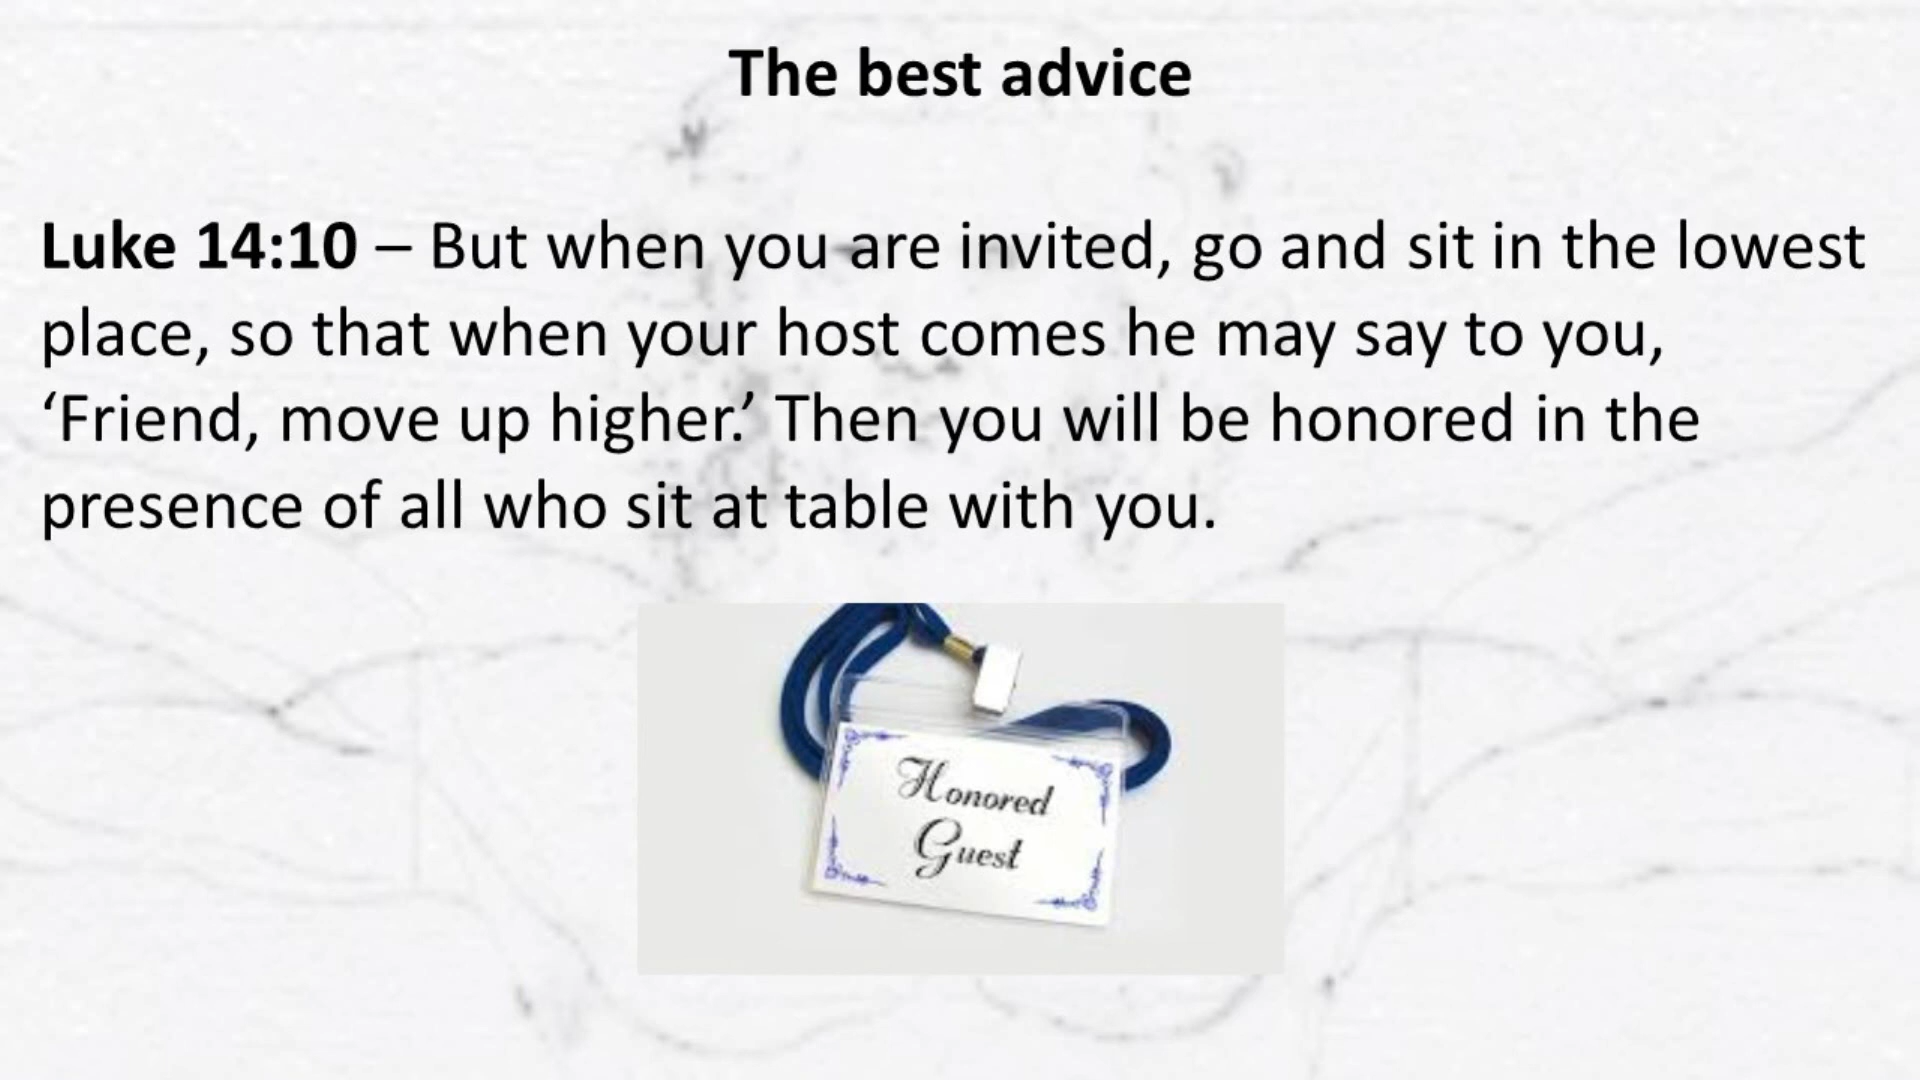 The best advice
Luke 14:10 – But when you are invited, go and sit in the lowest
place, so that when your host comes he may say to you,
‘Friend, move up higher.’ Then you will be honored in the
presence of all who sit at table with you.
Honored
Guest